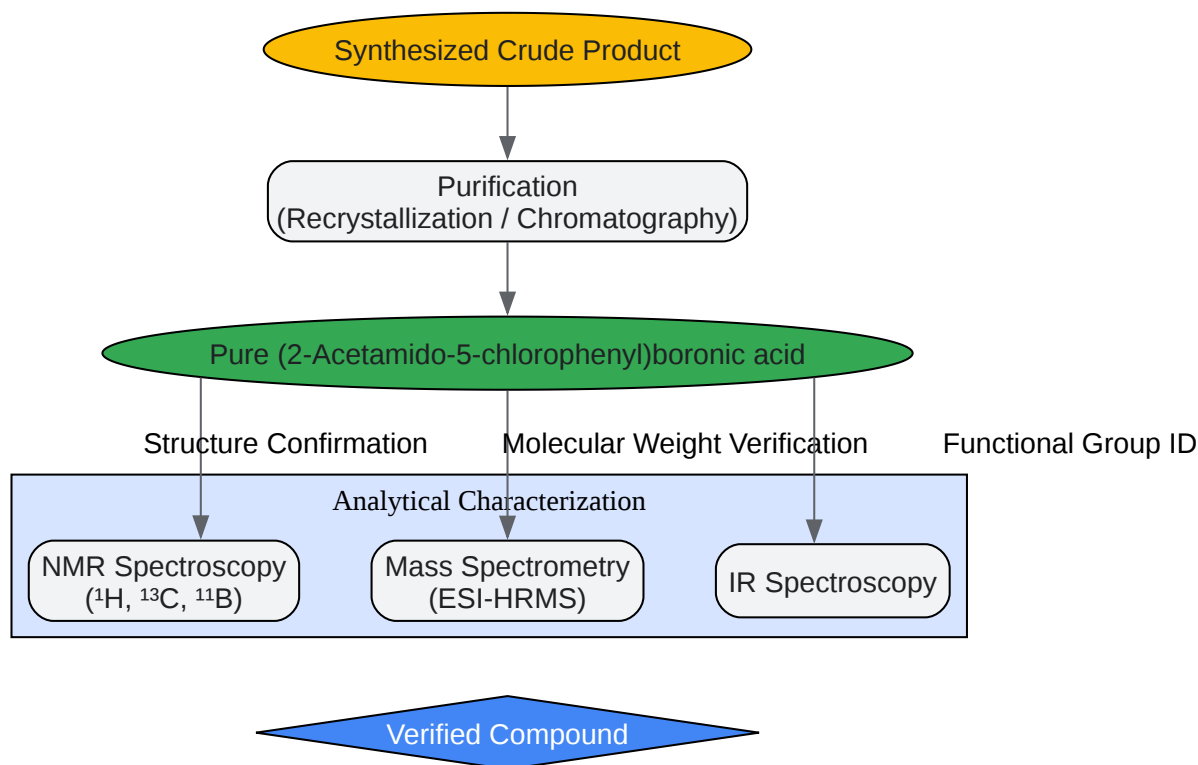 Synthesized Crude Product
Purification
(Recrystallization / Chromatography)
Pure (2-Acetamido-5-chlorophenyl)boronic acid
Structure Confirmation
Molecular Weight Verification
Functional Group ID
Analytical Characterization
NMR Spectroscopy
(¹H, ¹³C, ¹¹B)
Mass Spectrometry
(ESI-HRMS)
IR Spectroscopy
Verified Compound